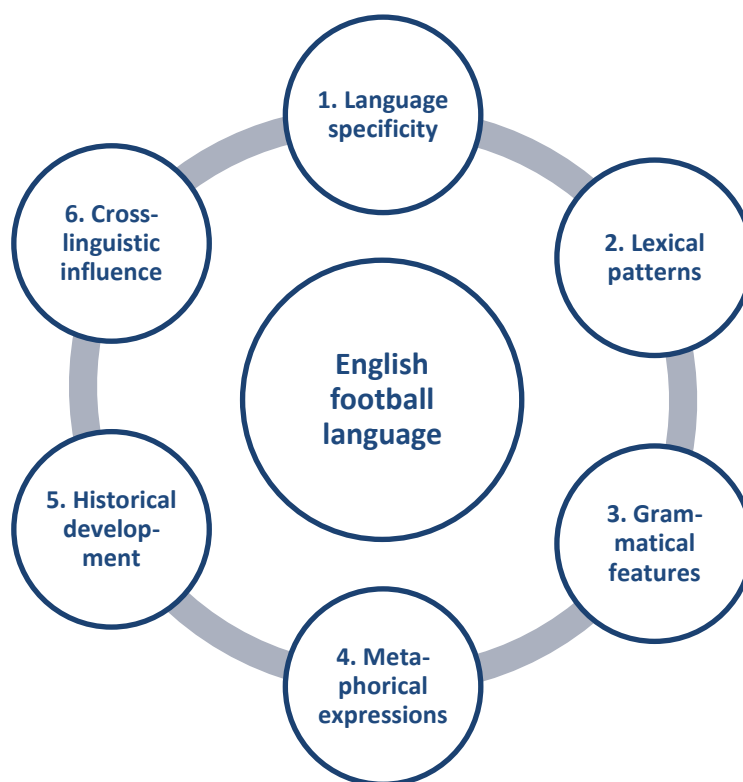 1. Language
specificity
2. Lexical
patterns
3. Gram-
matical
features
4. Meta-
phorical
expressions
5. Historical
develop-
ment
6. Cross-
linguistic
influence
English
football
language